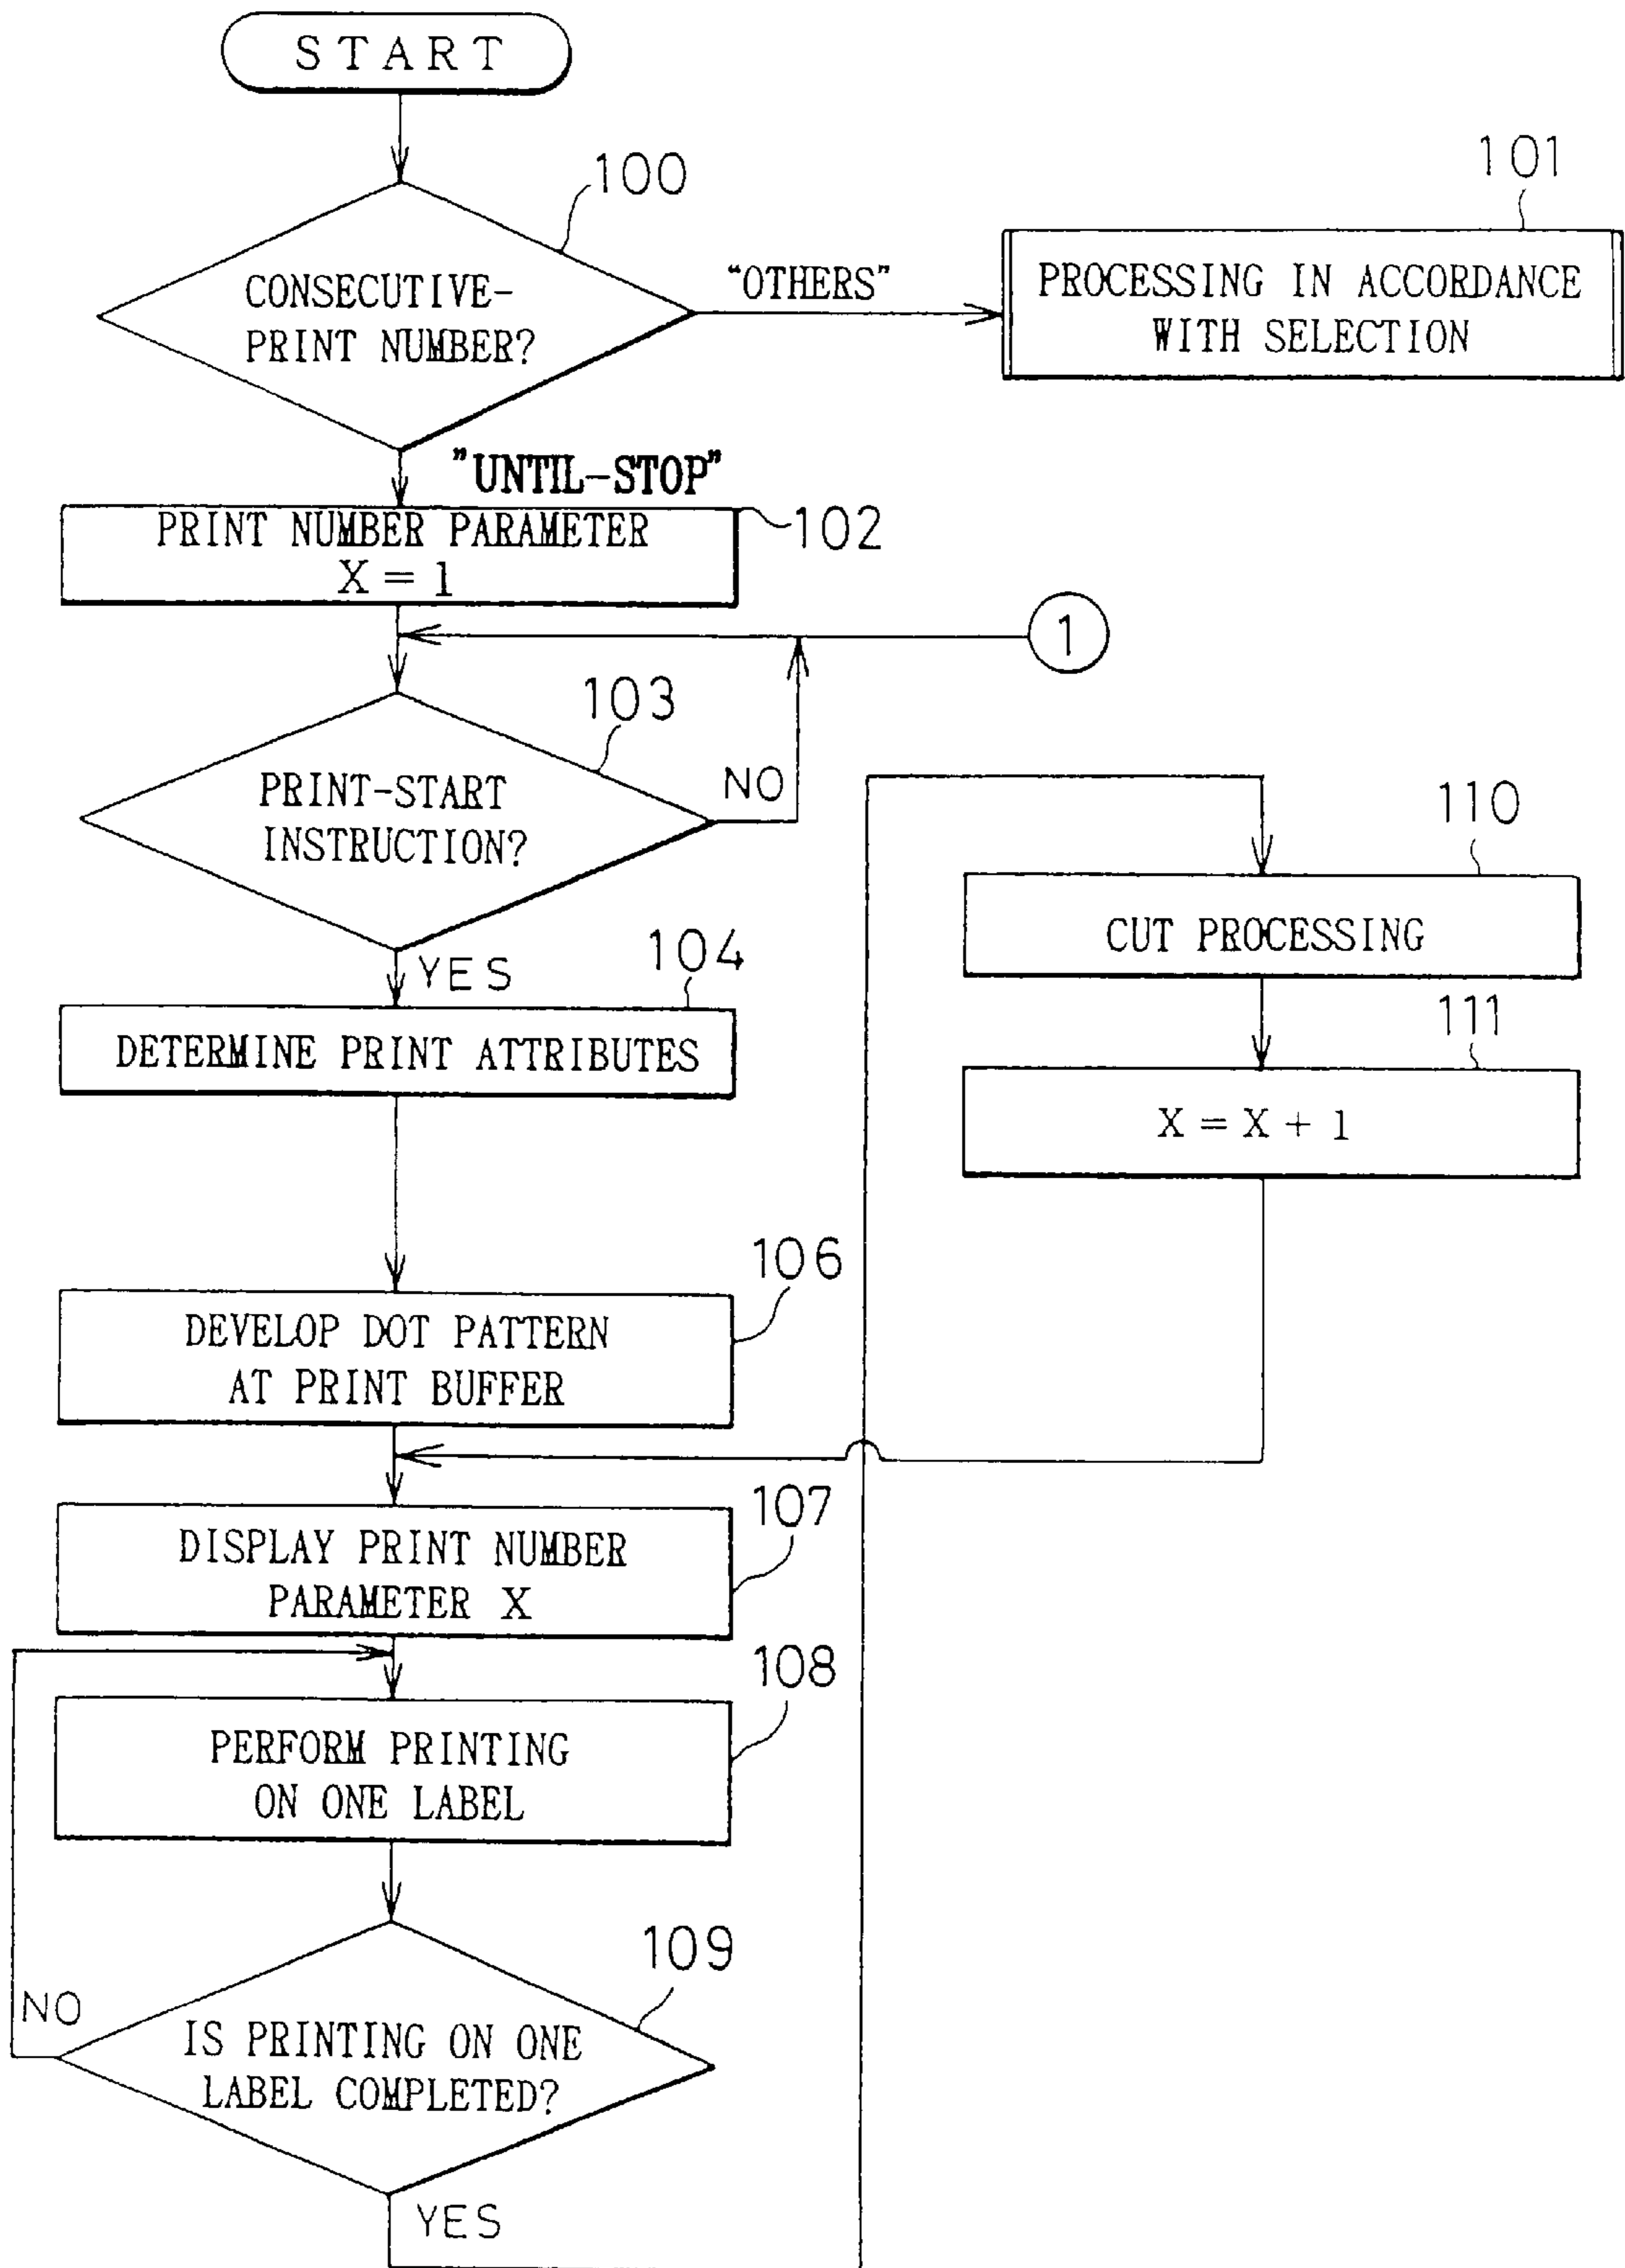 START
100
CONSECUTIVE-
PRINT NUMBER?
"OTHERS"
101
PROCESSING IN ACCORDANCE
WITH SELECTION
"UNTIL-STOP"
102
PRINT NUMBER PARAMETER
X = 1
1
103
PRINT-START
INSTRUCTION?
NO
YES
104
DETERMINE PRINT ATTRIBUTES
110
CUT PROCESSING
111
X = X + 1
106
DEVELOP DOT PATTERN
AT PRINT BUFFER
107
DISPLAY PRINT NUMBER
PARAMETER X
108
PERFORM PRINTING
ON ONE LABEL
109
IS PRINTING ON ONE
LABEL COMPLETED?
NO
YES